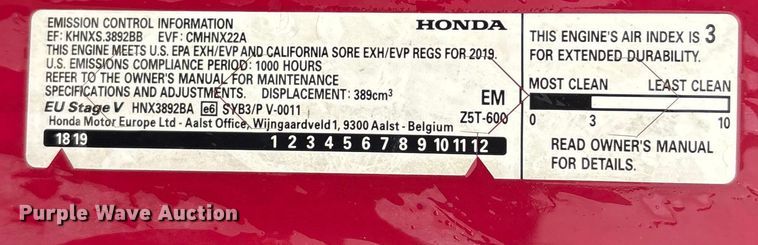 EMISSION CONTROL INFORMATION
HONDA
EF: KHNXS.3892BB EVF: CMHNX22A
THIS ENGINE MEETS U.S. EPA EXH/EVP AND CALIFORNIA SORE EXH/EVP REGS FOR 2019.
U.S. EMISSIONS COMPLIANCE PERIOD: 1000 HOURS
REFER TO THE OWNER'S MANUAL FOR MAINTENANCE
SPECIFICATIONS AND ADJUSTMENTS. DISPLACEMENT: 389cm³
EU Stage V HNX3892BA e6 SYB3/P V-0011
EM
Z5T-600
Honda Motor Europe Ltd - Aalst Office, Wijngaardveld 1, 9300 Aalst - Belgium
18 19 1 2 3 4 5 6 7 8 9 10 11 12
THIS ENGINE'S AIR INDEX IS 3
FOR EXTENDED DURABILITY.
MOST CLEAN LEAST CLEAN
0 3 10
READ OWNER'S MANUAL
FOR DETAILS.
Purple Wave Auction